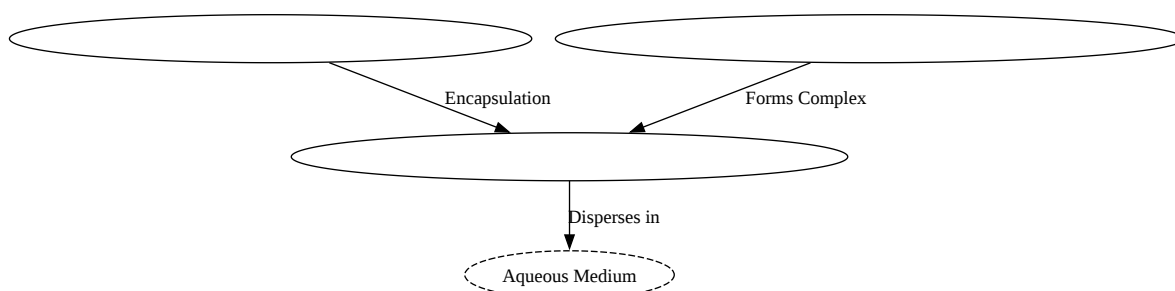 Encapsulation
Forms Complex
Disperses in
Aqueous Medium